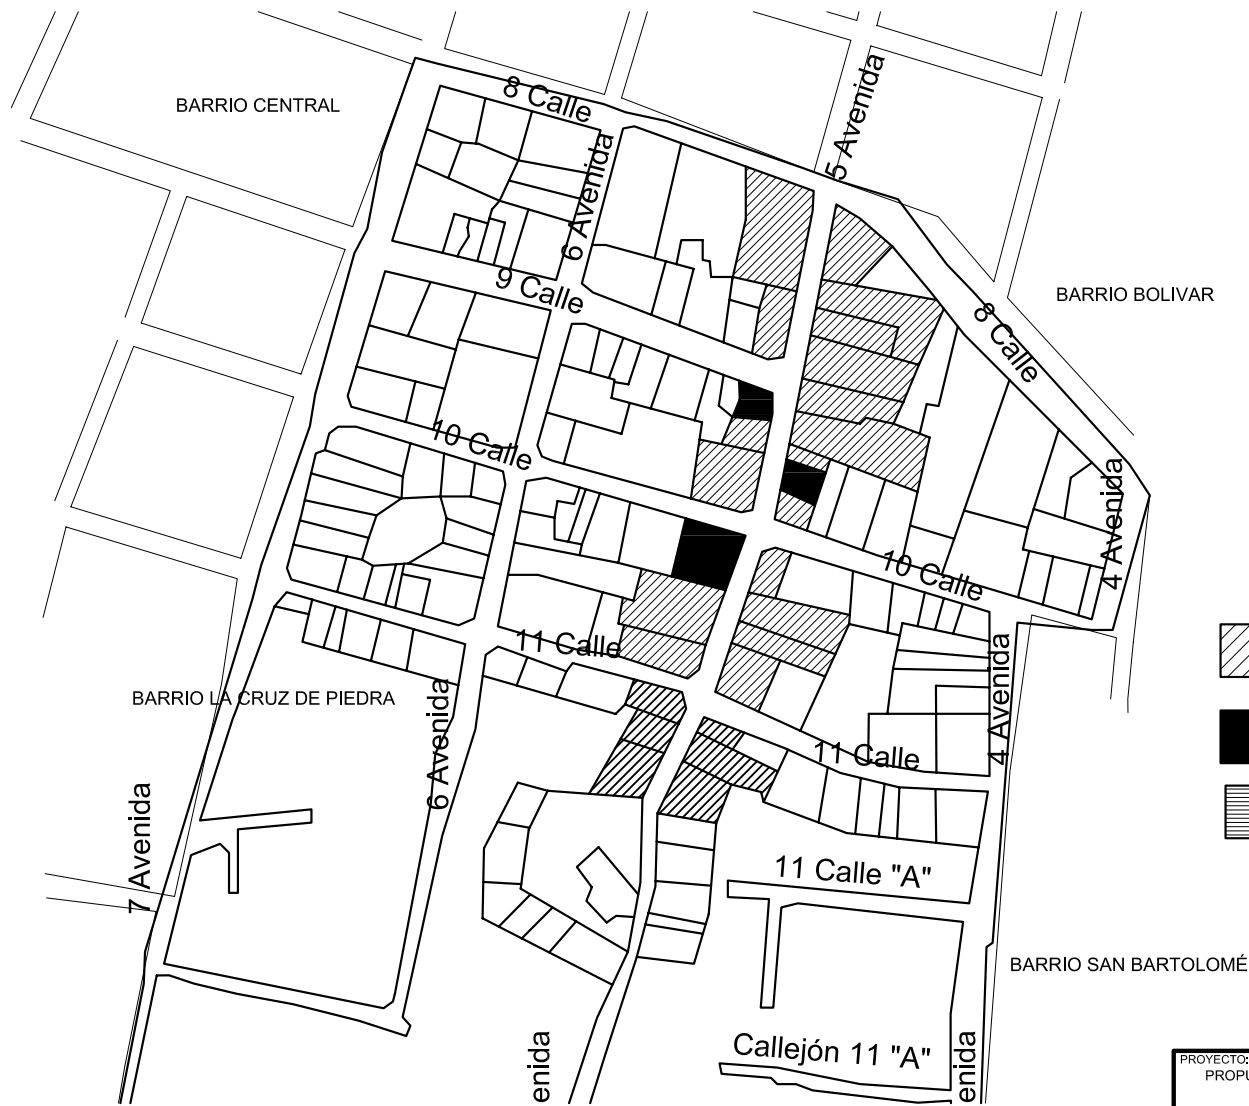 8 Calle
5 Avenida
BARRIO CENTRAL
6 Avenida
9 Calle
BARRIO BOLIVAR
8 Calle
10 Calle
4 Avenida
10 Calle
11 Calle
4 Avenida
BARRIO LA CRUZ DE PIEDRA
6 Avenida
11 Calle
7 Avenida
11 Calle "A"
BARRIO SAN BARTOLOMÉ
Callejón 11 "A"
enida
enida
PROYECTO:
PROPU